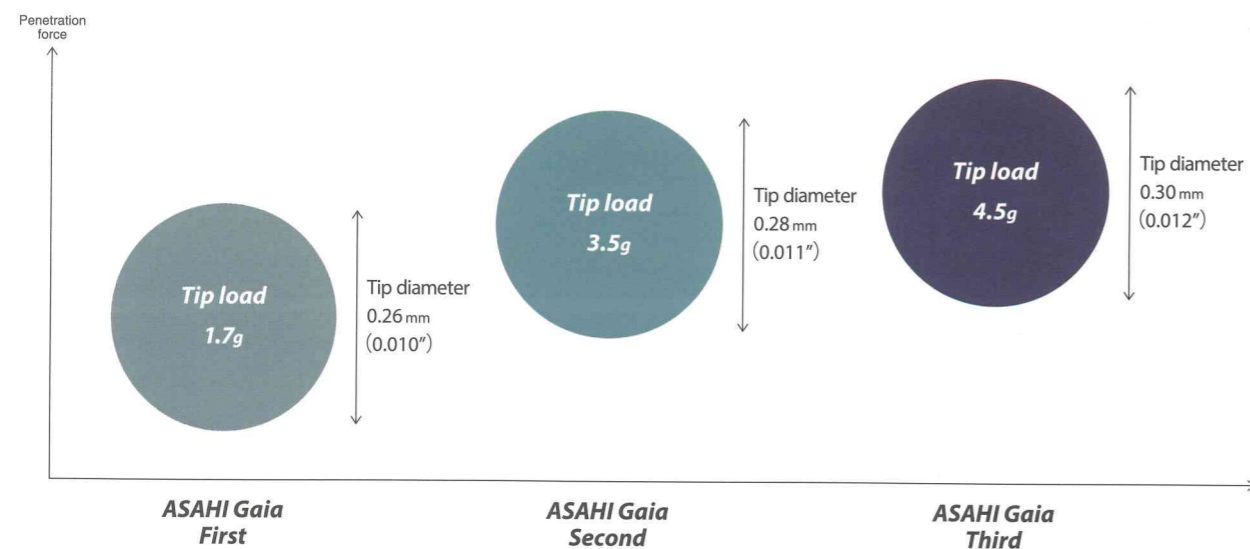 Penetration
force
Tip load
1.7g
Tip diameter
0.26 mm
(0.010″)
Tip load
3.5g
Tip diameter
0.28 mm
(0.011″)
Tip load
4.5g
Tip diameter
0.30 mm
(0.012″)
ASAHI Gaia
First
ASAHI Gaia
Second
ASAHI Gaia
Third